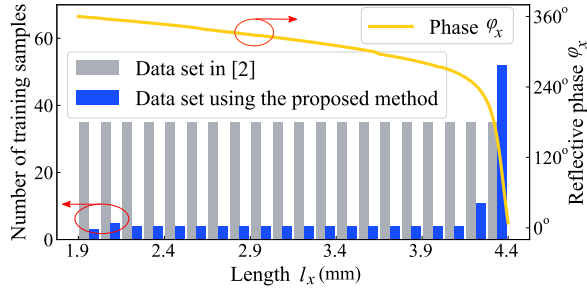 Number of training samples
60
40
20
0
Phase φx
Data set in [2]
Data set using the proposed method
360°
240°
120°
0°
Reflective phase φx
1.9 2.4 2.9 3.4 3.9 4.4
Length lx (mm)